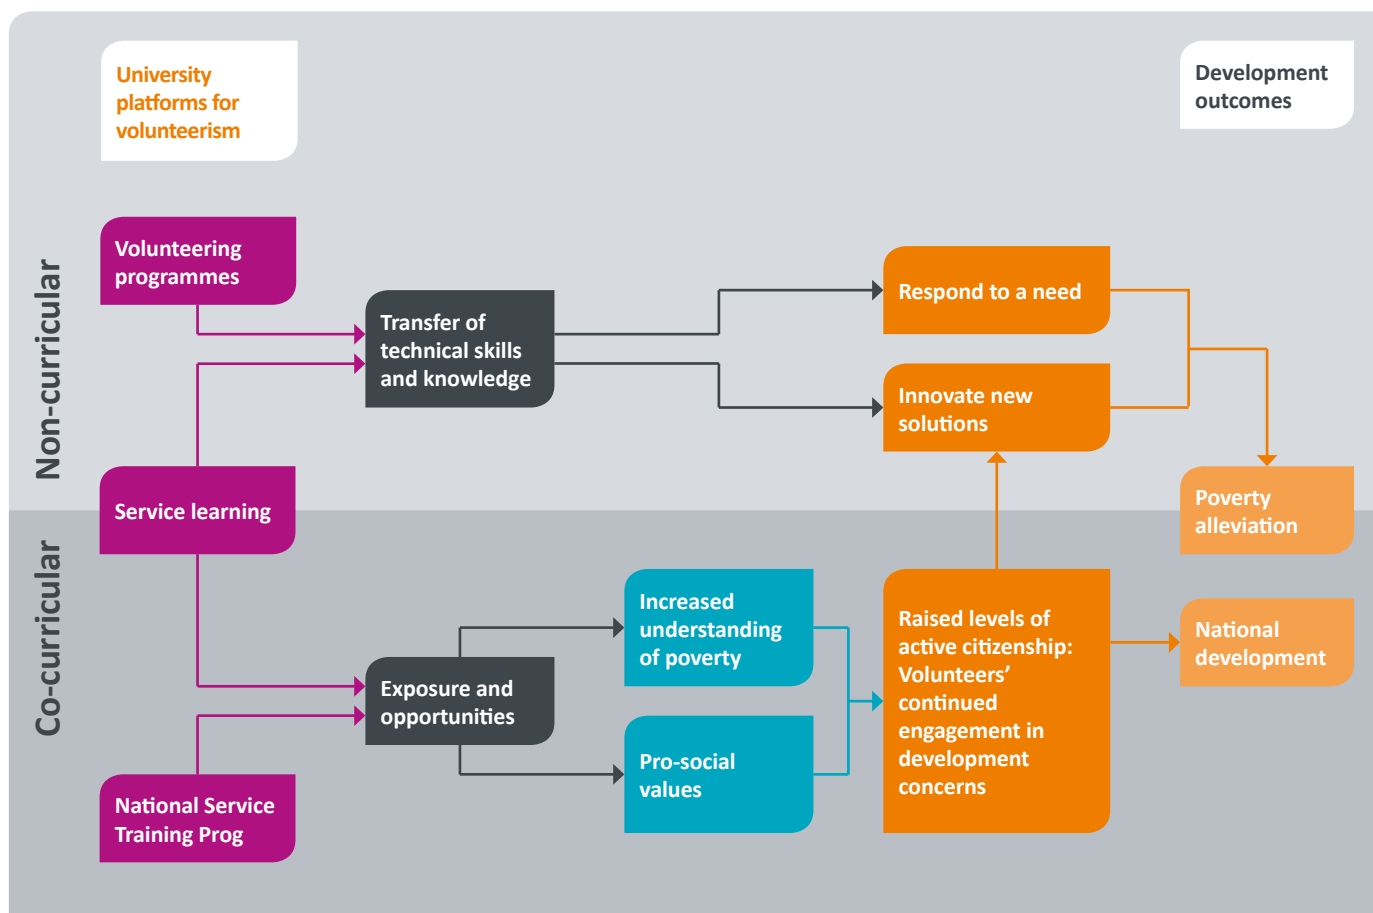 University
platforms for
volunteerism
Development
outcomes
Non-curricular
Volunteering
programmes
Transfer of
technical skills
and knowledge
Respond to a need
Innovate new
solutions
Service learning
Poverty
alleviation
Co-curricular
Increased
understanding
of poverty
Exposure and
opportunities
Pro-social
values
Raised levels of
active citizenship:
Volunteers’
continued
engagement in
development
concerns
National
development
National Service
Training Prog